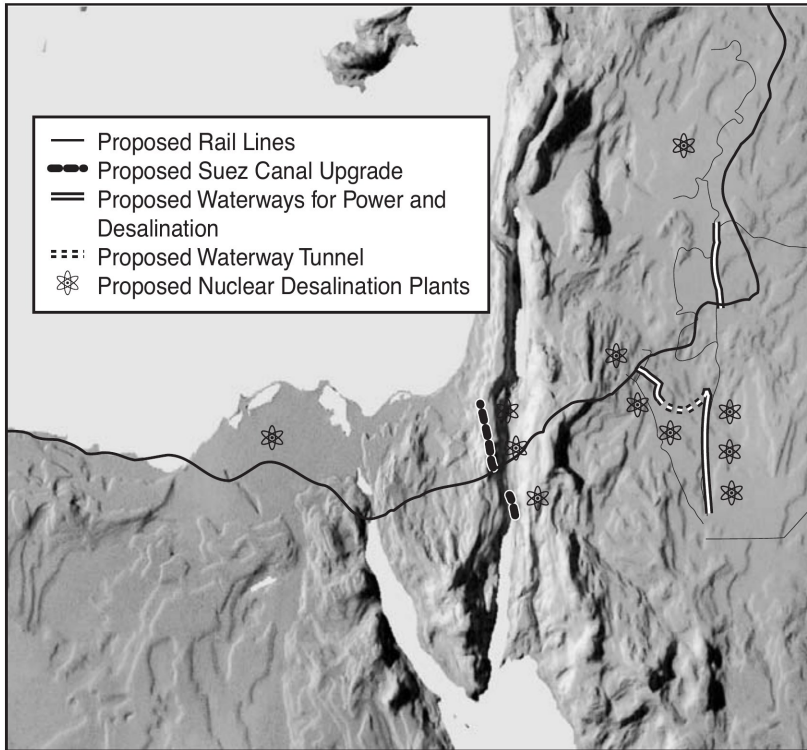 Proposed Rail Lines
Proposed Suez Canal Upgrade
Proposed Waterways for Power and
Desalination
Proposed Waterway Tunnel
Proposed Nuclear Desalination Plants